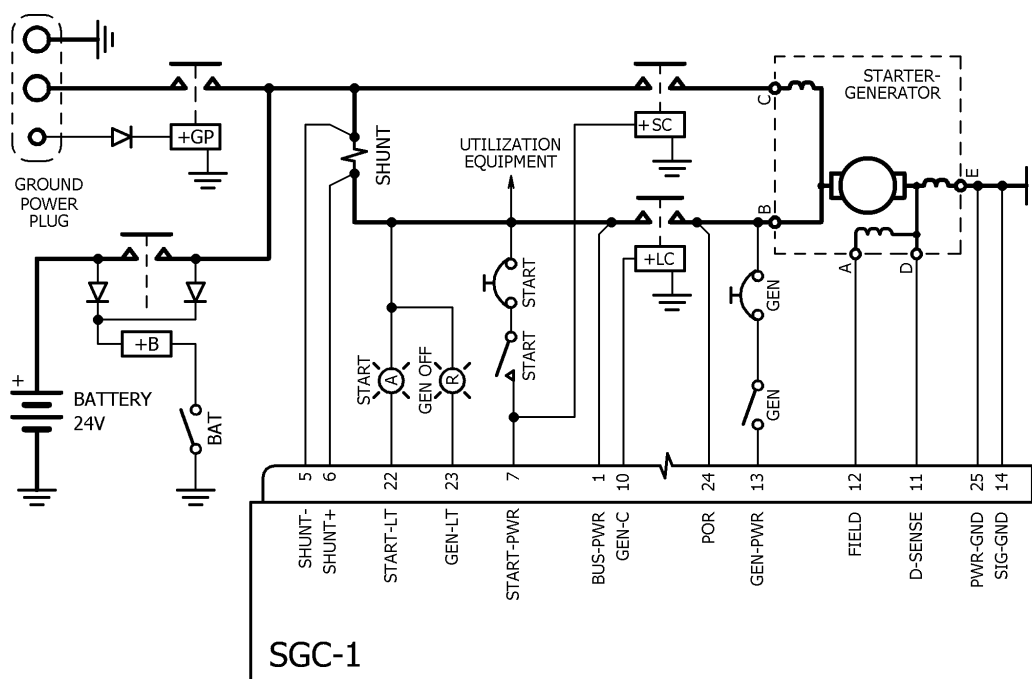 GROUND
POWER
PLUG
+GP
SHUNT
UTILIZATION
EQUIPMENT
+SC
+LC
STARTER-
GENERATOR
C
B
E
A
D
+
BATTERY
24V
+B
BAT
START
A
GEN OFF
R
START
START
GEN
GEN
5
6
22
23
7
1
10
24
13
12
11
25
14
SHUNT-
SHUNT+
START-LT
GEN-LT
START-PWR
BUS-PWR
GEN-C
POR
GEN-PWR
FIELD
D-SENSE
PWR-GND
SIG-GND
SGC-1